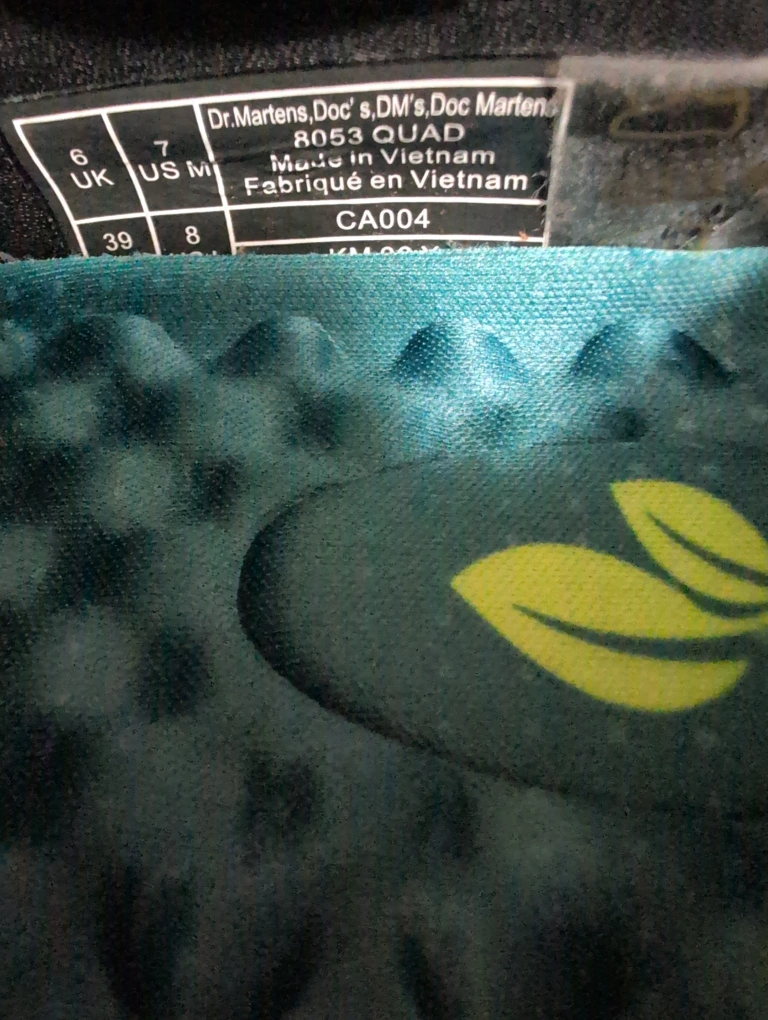 6 UK
7 US M
Dr.Martens,Doc's,DM's,Doc Martens
8053 QUAD
Made in Vietnam
Fabriqué en Vietnam
39
8
CA004